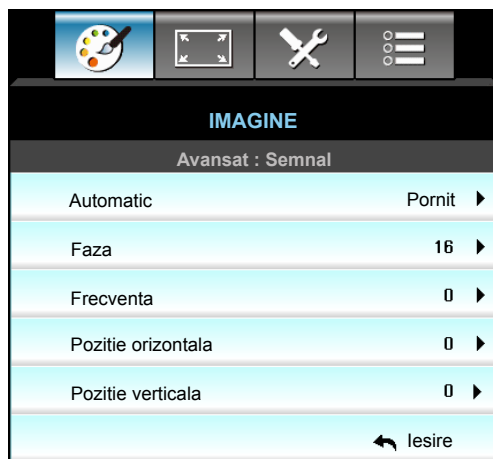 IMAGINE
Avansat : Semnal
Automatic Pornit
Faza 16
Frecventa 0
Pozitie orizontala 0
Pozitie verticala 0
Iesire